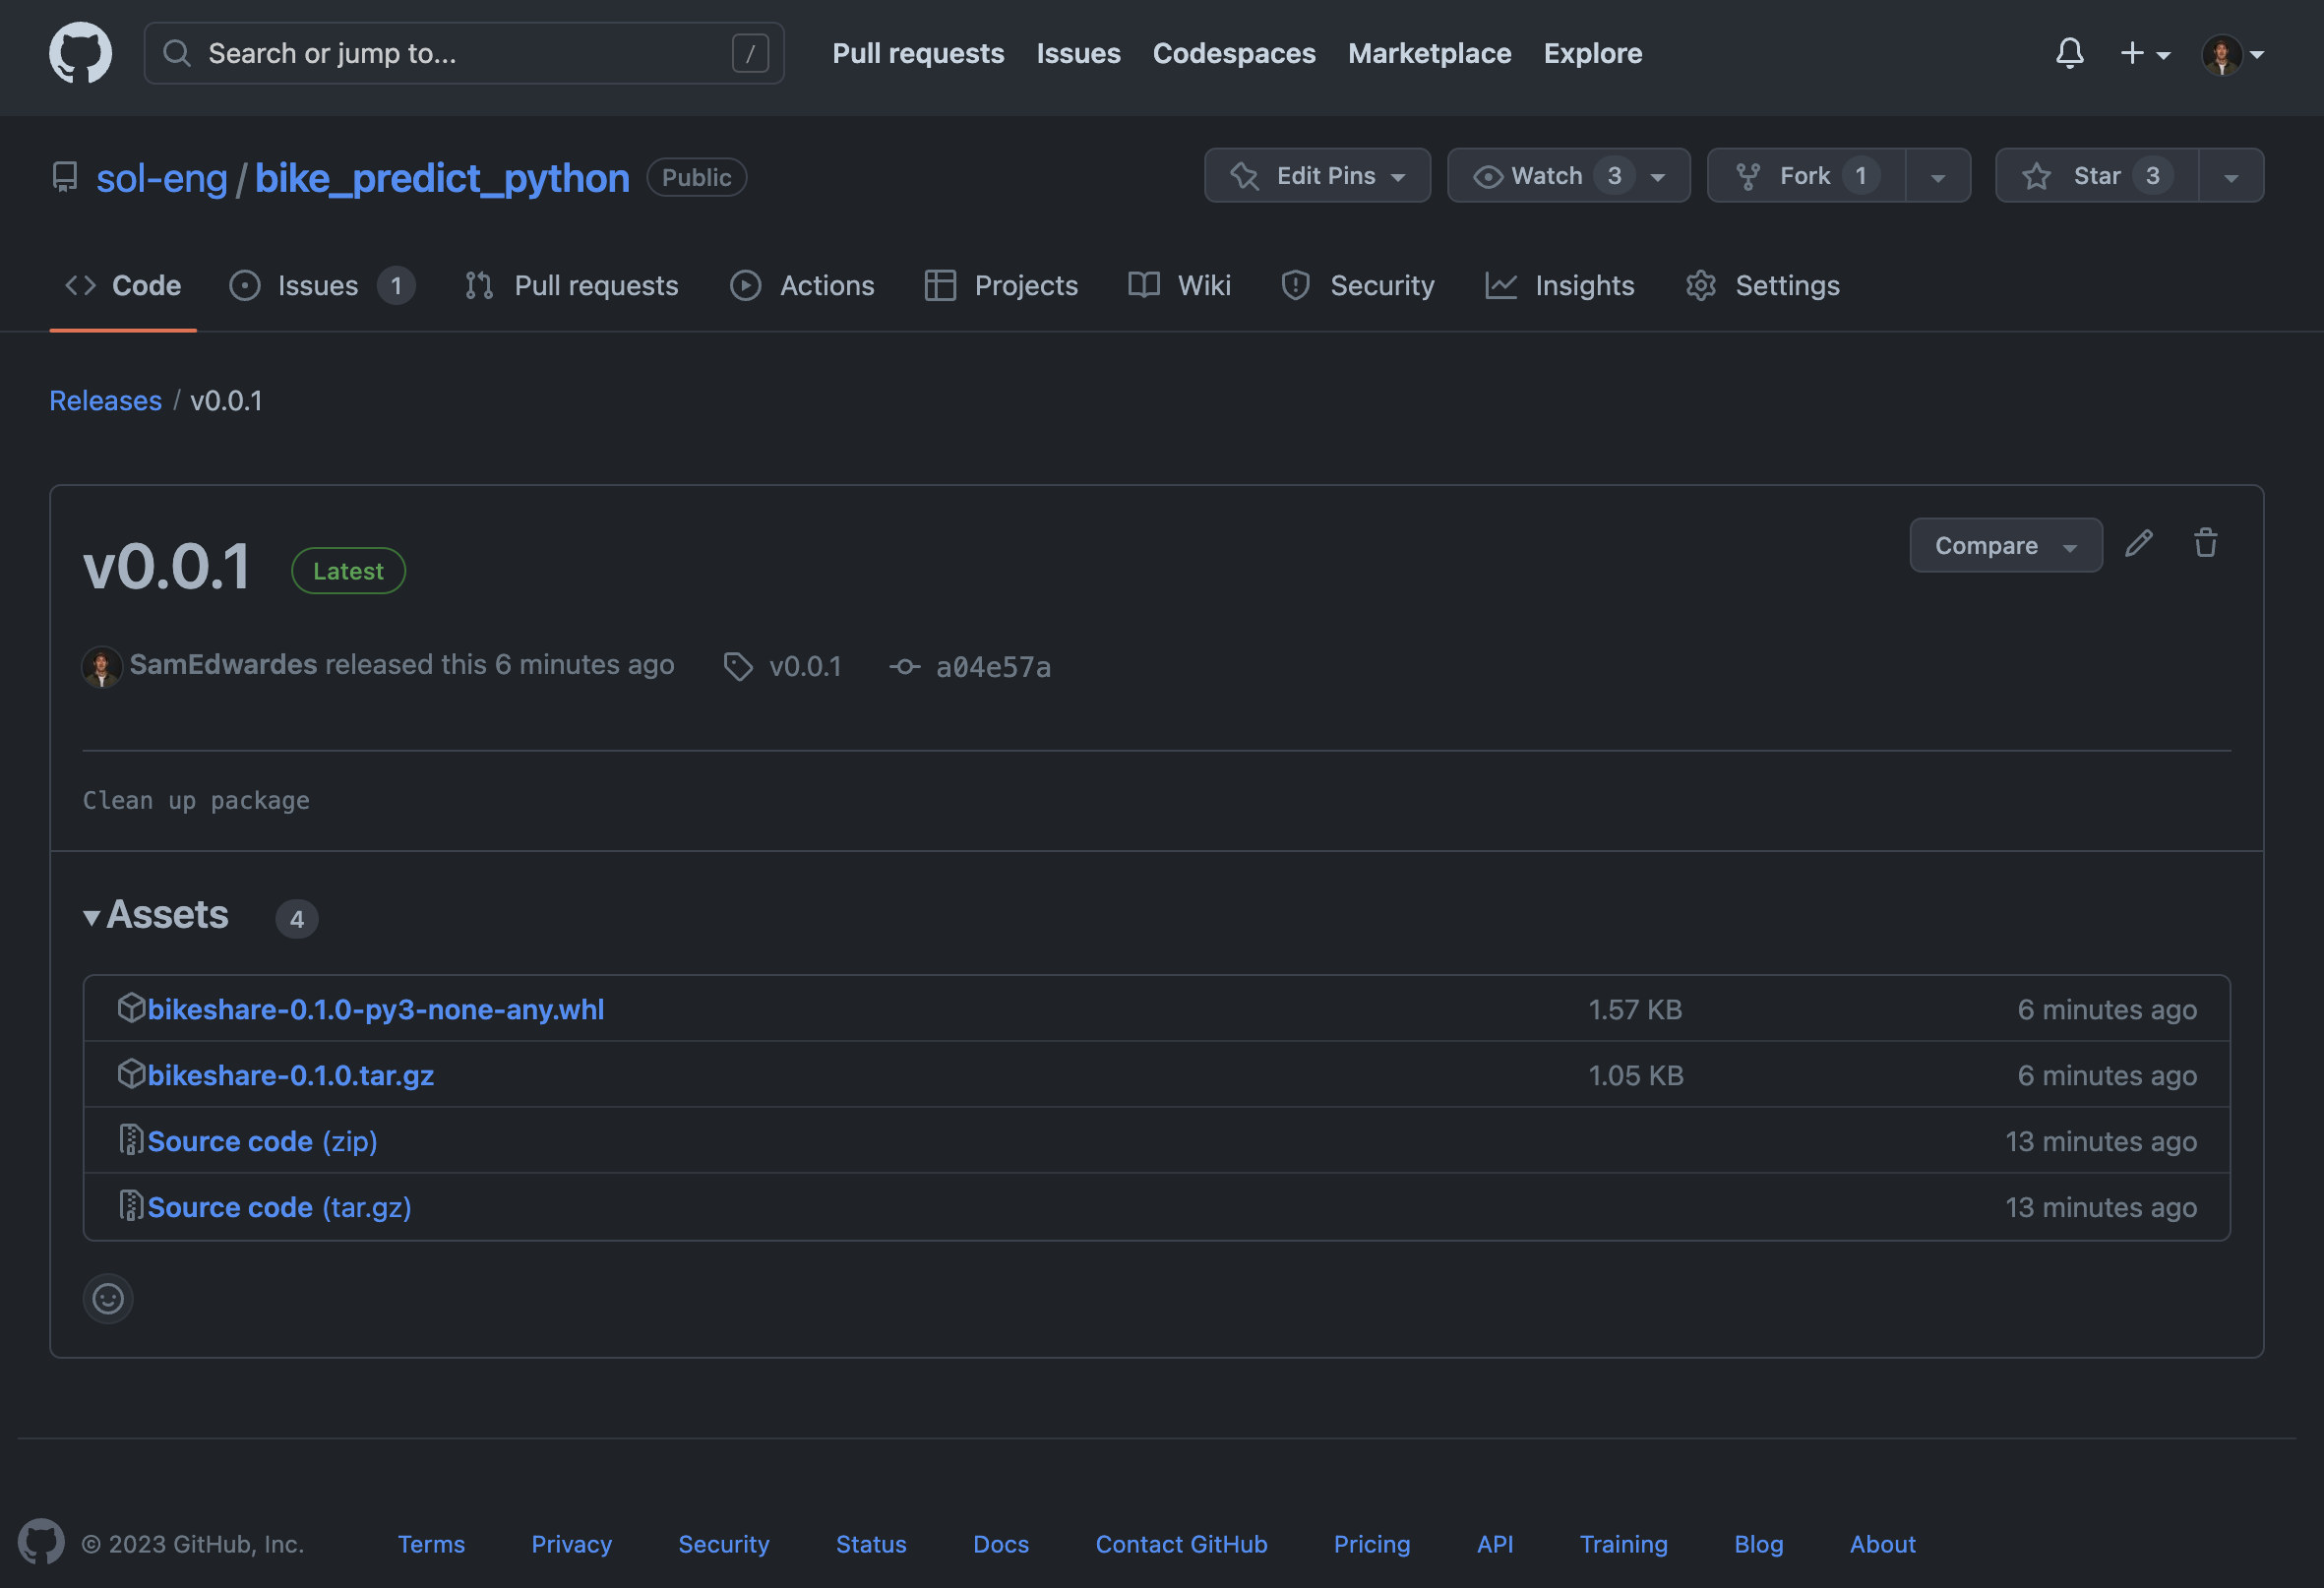 Search or jump to... / Pull requests Issues Codespaces Marketplace Explore
sol-eng / bike_predict_python Public Edit Pins Watch 3 Fork 1 Star 3
Code Issues 1 Pull requests Actions Projects Wiki Security Insights Settings
Releases / v0.0.1
v0.0.1 Latest Compare
SamEdwardes released this 6 minutes ago v0.0.1 a04e57a
Clean up package
Assets 4
bikeshare-0.1.0-py3-none-any.whl 1.57 KB 6 minutes ago
bikeshare-0.1.0.tar.gz 1.05 KB 6 minutes ago
Source code (zip) 13 minutes ago
Source code (tar.gz) 13 minutes ago
© 2023 GitHub, Inc. Terms Privacy Security Status Docs Contact GitHub Pricing API Training Blog About